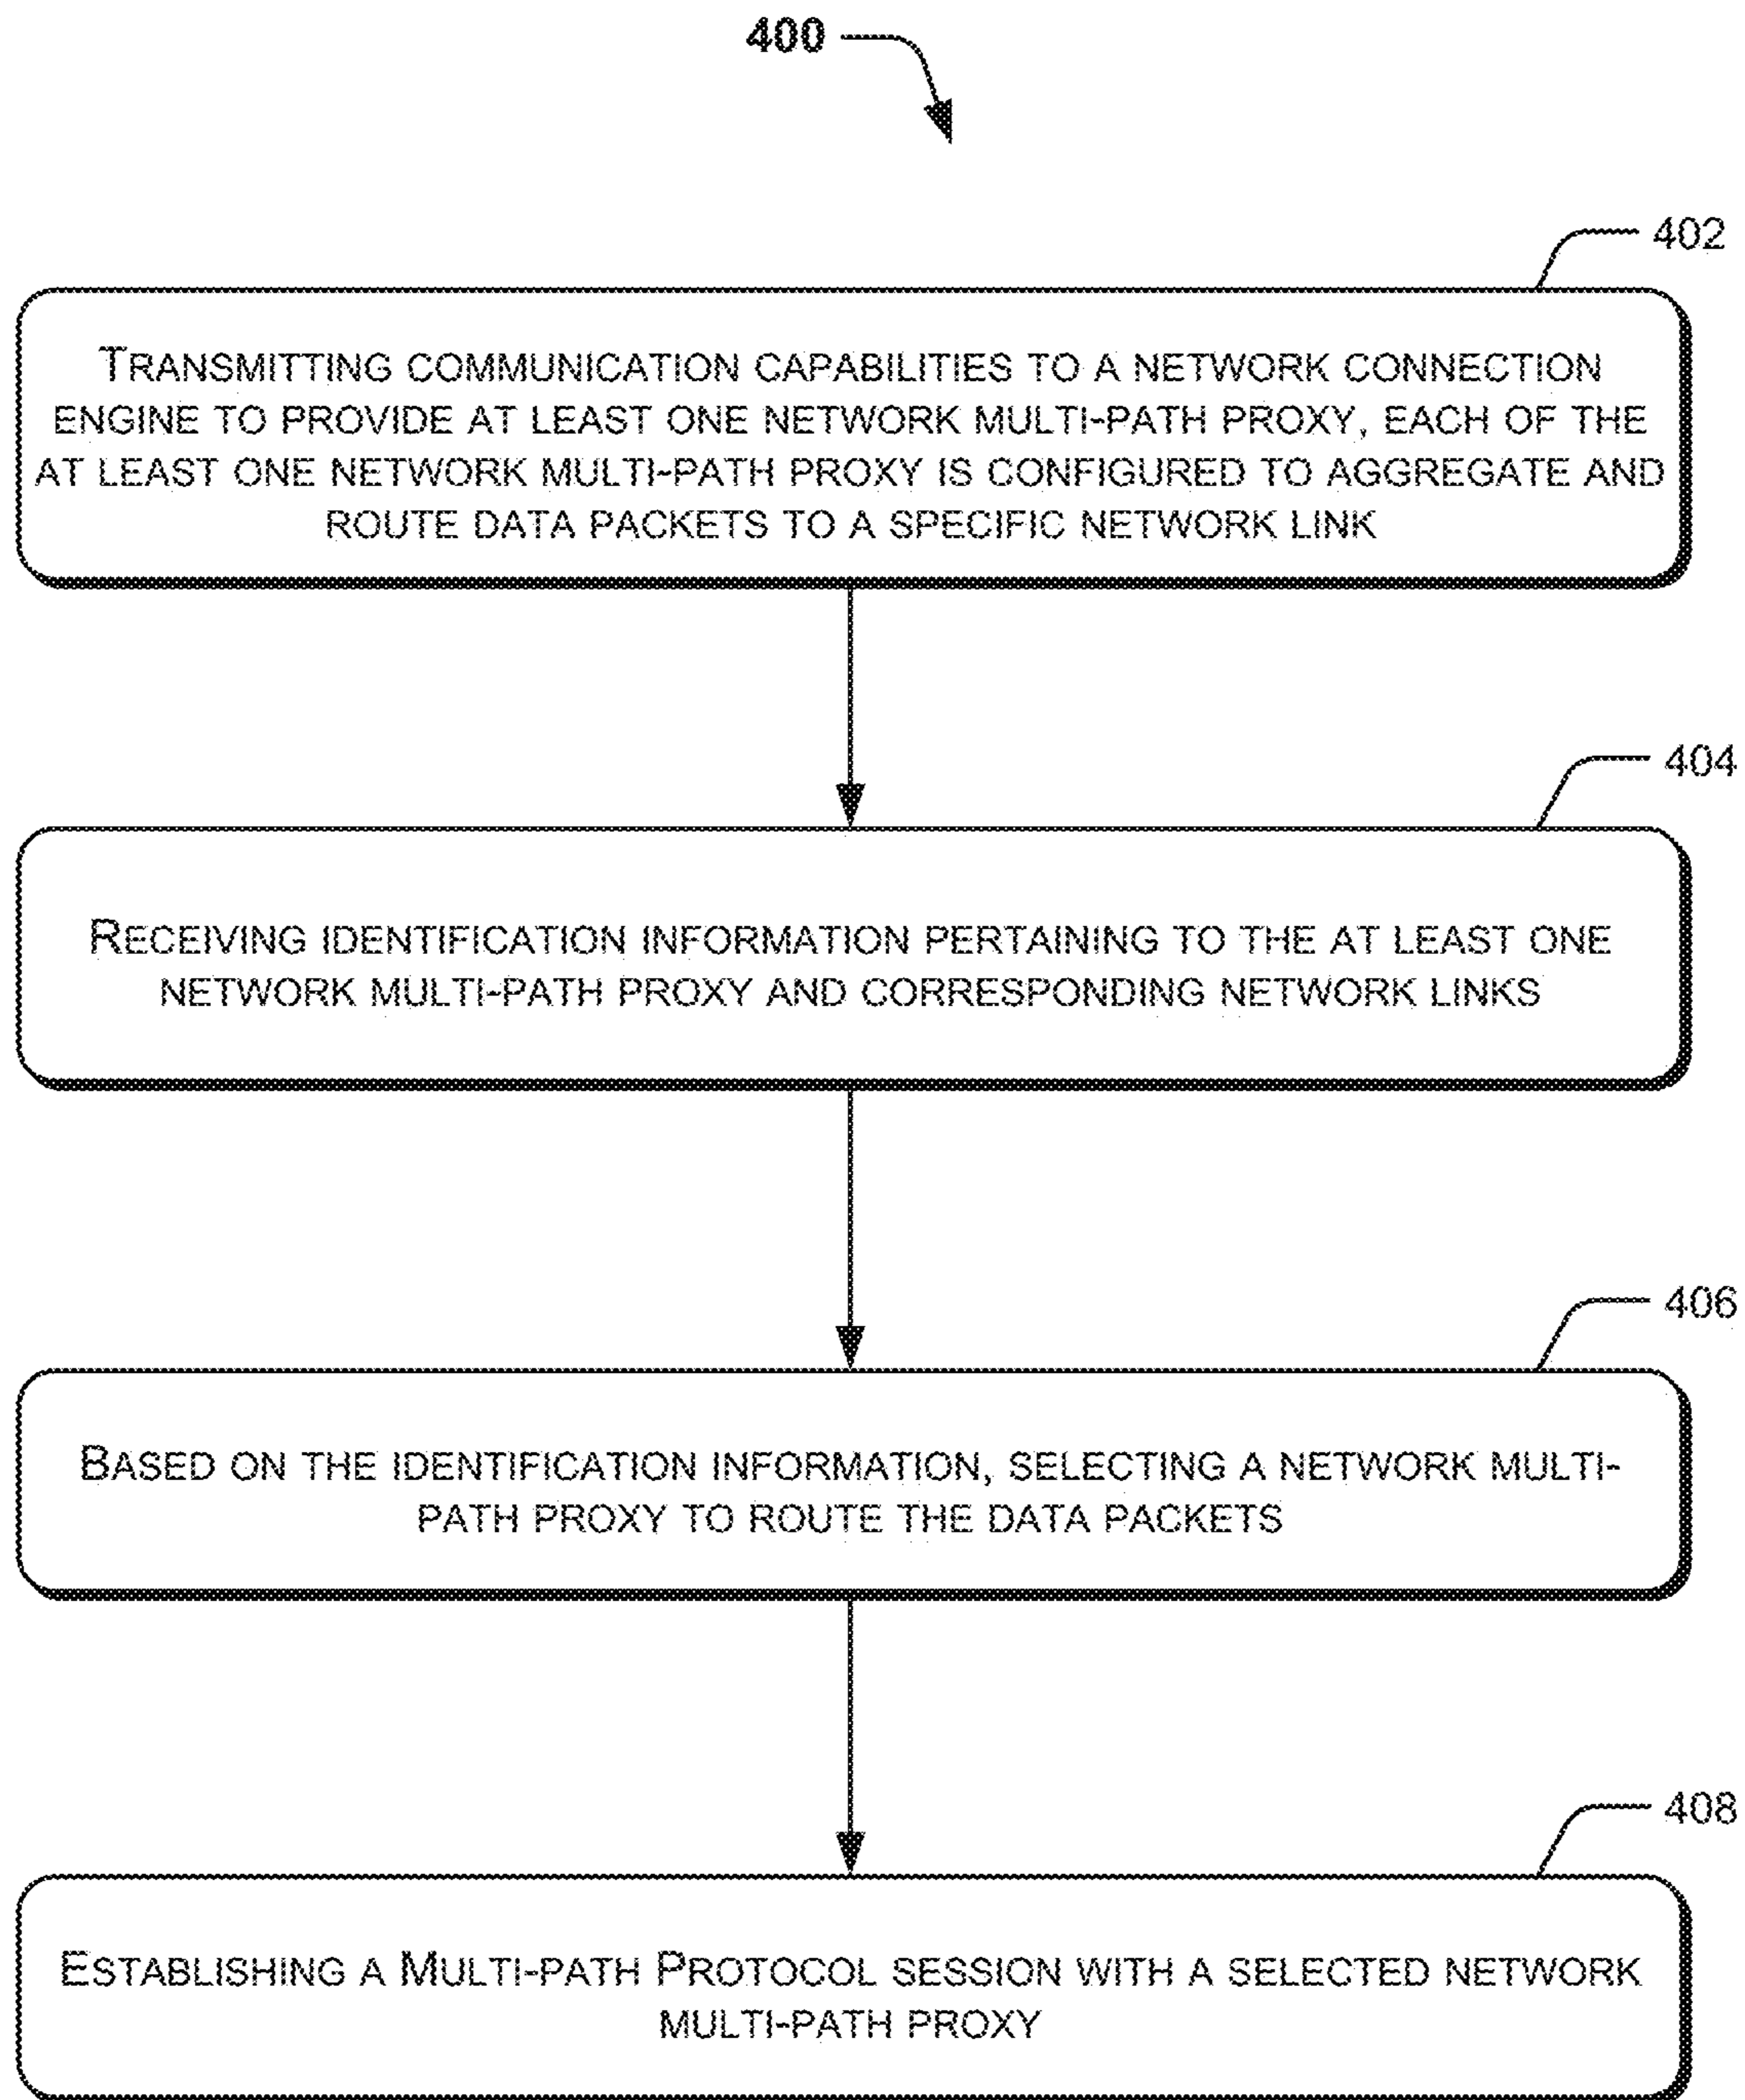 400
402
TRANSMITTING COMMUNICATION CAPABILITIES TO A NETWORK CONNECTION
ENGINE TO PROVIDE AT LEAST ONE NETWORK MULTI-PATH PROXY, EACH OF THE
AT LEAST ONE NETWORK MULTI-PATH PROXY IS CONFIGURED TO AGGREGATE AND
ROUTE DATA PACKETS TO A SPECIFIC NETWORK LINK
404
RECEIVING IDENTIFICATION INFORMATION PERTAINING TO THE AT LEAST ONE
NETWORK MULTI-PATH PROXY AND CORRESPONDING NETWORK LINKS
406
BASED ON THE IDENTIFICATION INFORMATION, SELECTING A NETWORK MULTI-
PATH PROXY TO ROUTE THE DATA PACKETS
408
ESTABLISHING A MULTI-PATH PROTOCOL SESSION WITH A SELECTED NETWORK
MULTI-PATH PROXY